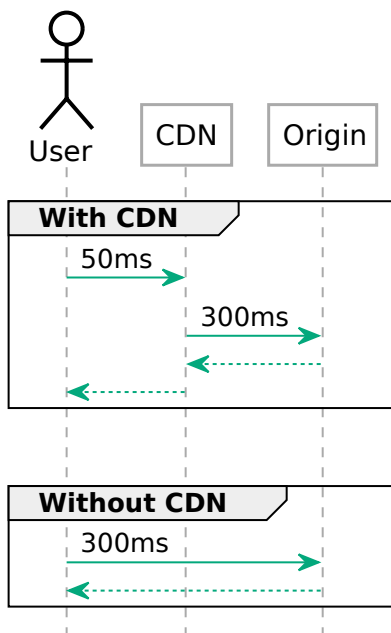 User
CDN
Origin
With CDN
50ms
300ms
Without CDN
300ms